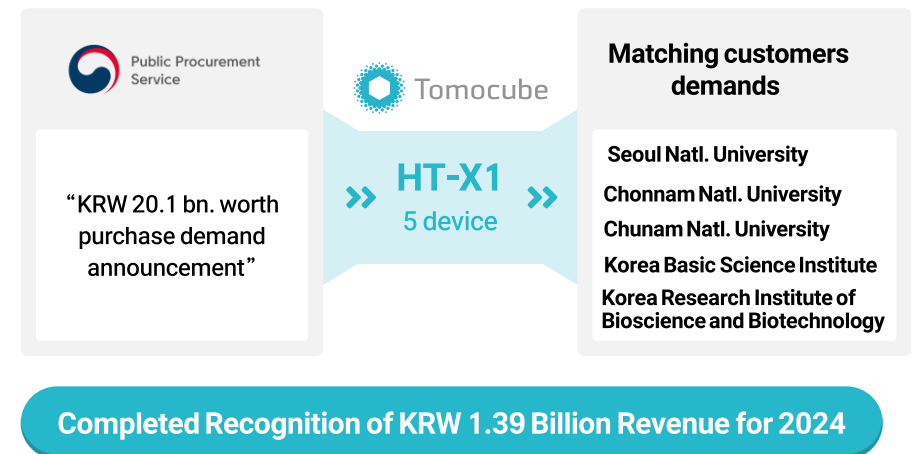 Public Procurement
Service
“KRW 20.1 bn. worth
purchase demand
announcement”
Tomocube
HT-X1
5 device
Matching customers
demands
Seoul Natl. University
Chonnam Natl. University
Chunam Natl. University
Korea Basic Science Institute
Korea Research Institute of
Bioscience and Biotechnology
Completed Recognition of KRW 1.39 Billion Revenue for 2024